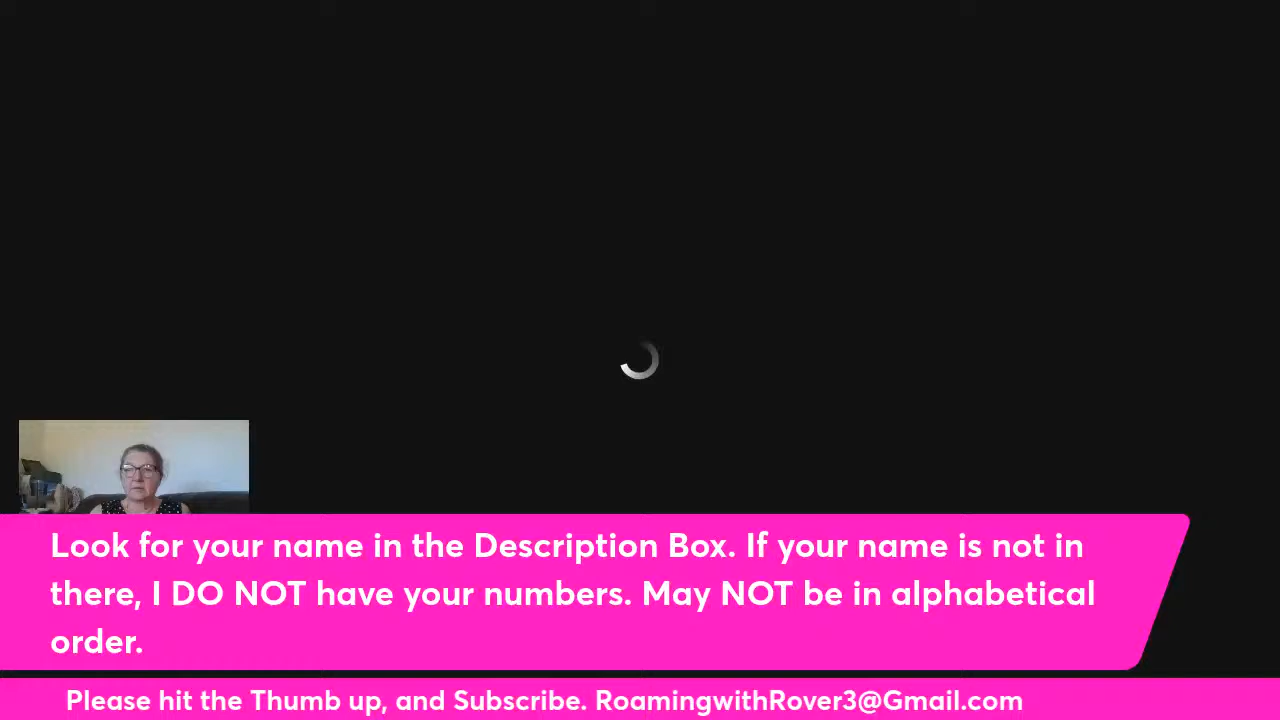 Look for your name in the Description Box. If your name is not in
there, I DO NOT have your numbers. May NOT be in alphabetical
order.
Please hit the Thumb up, and Subscribe. RoamingwithRover3@Gmail.com